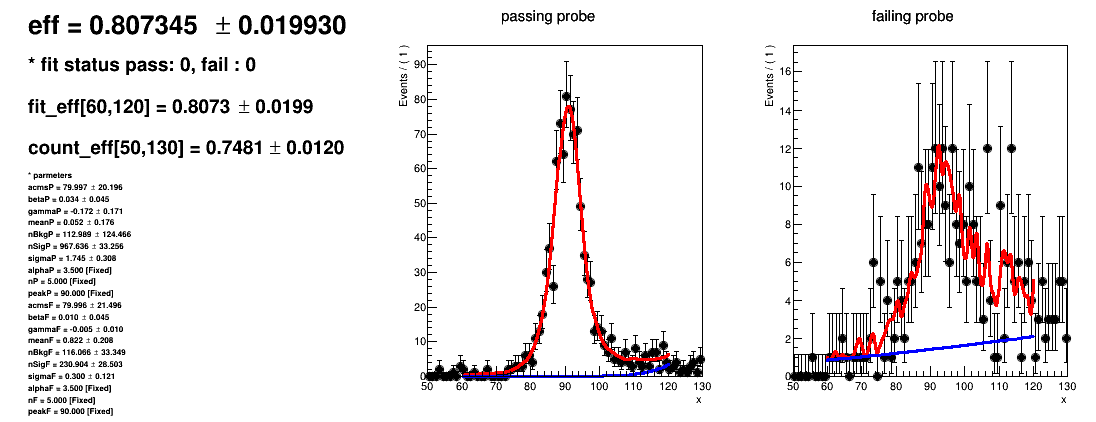 eff = 0.807345 ± 0.019930
* fit status pass: 0, fail : 0
fit_eff[60,120] = 0.8073 ± 0.0199
count_eff[50,130] = 0.7481 ± 0.0120
* parmeters
acmsP = 79.997 ± 20.196
betaP = 0.034 ± 0.045
gammaP = -0.172 ± 0.171
meanP = 0.052 ± 0.176
nBkgP = 112.989 ± 124.466
nSigP = 967.636 ± 33.256
sigmaP = 1.745 ± 0.308
alphaP = 3.500 [Fixed]
nP = 5.000 [Fixed]
peakP = 90.000 [Fixed]
acmsF = 79.996 ± 21.496
betaF = 0.010 ± 0.045
gammaF = -0.005 ± 0.010
meanF = 0.822 ± 0.208
nBkgF = 116.066 ± 33.349
nSigF = 230.904 ± 28.503
sigmaF = 0.300 ± 0.121
alphaF = 3.500 [Fixed]
nF = 5.000 [Fixed]
peakF = 90.000 [Fixed]
passing probe
Events / ( 1 )
90
80
70
60
50
40
30
20
10
0
50 60 70 80 90 100 110 120 130
x
failing probe
Events / ( 1 )
16
14
12
10
8
6
4
2
0
50 60 70 80 90 100 110 120 130
x